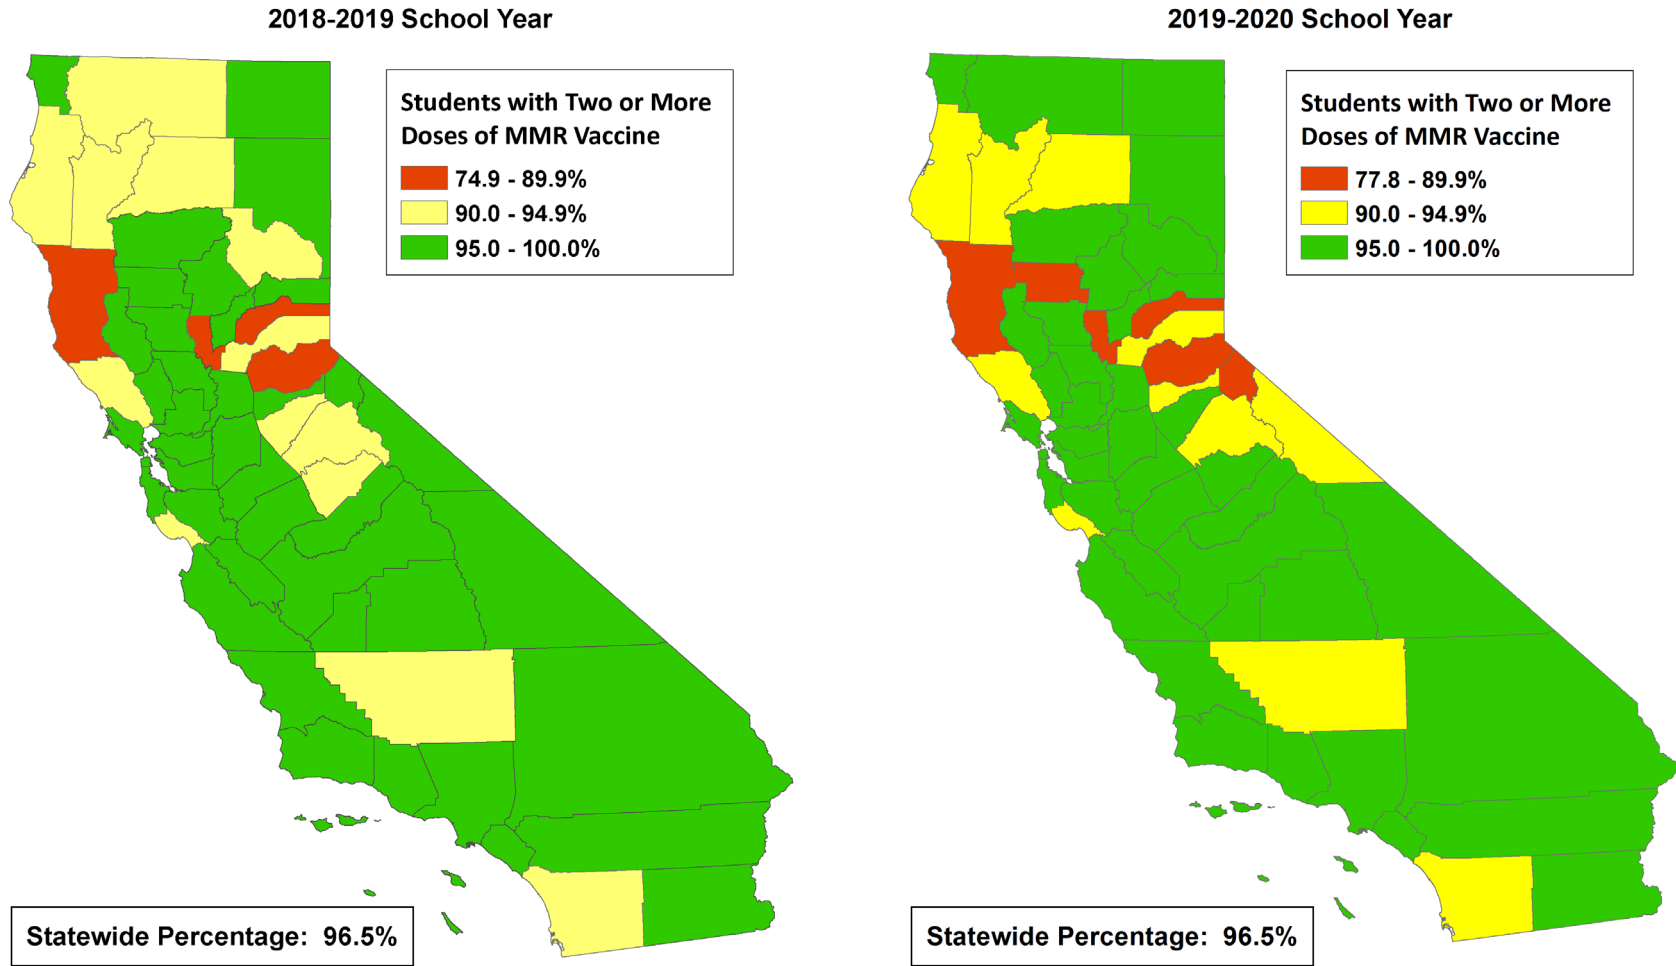 2018-2019 School Year
Students with Two or More
Doses of MMR Vaccine
74.9 - 89.9%
90.0 - 94.9%
95.0 - 100.0%
Statewide Percentage: 96.5%
2019-2020 School Year
Students with Two or More
Doses of MMR Vaccine
77.8 - 89.9%
90.0 - 94.9%
95.0 - 100.0%
Statewide Percentage: 96.5%